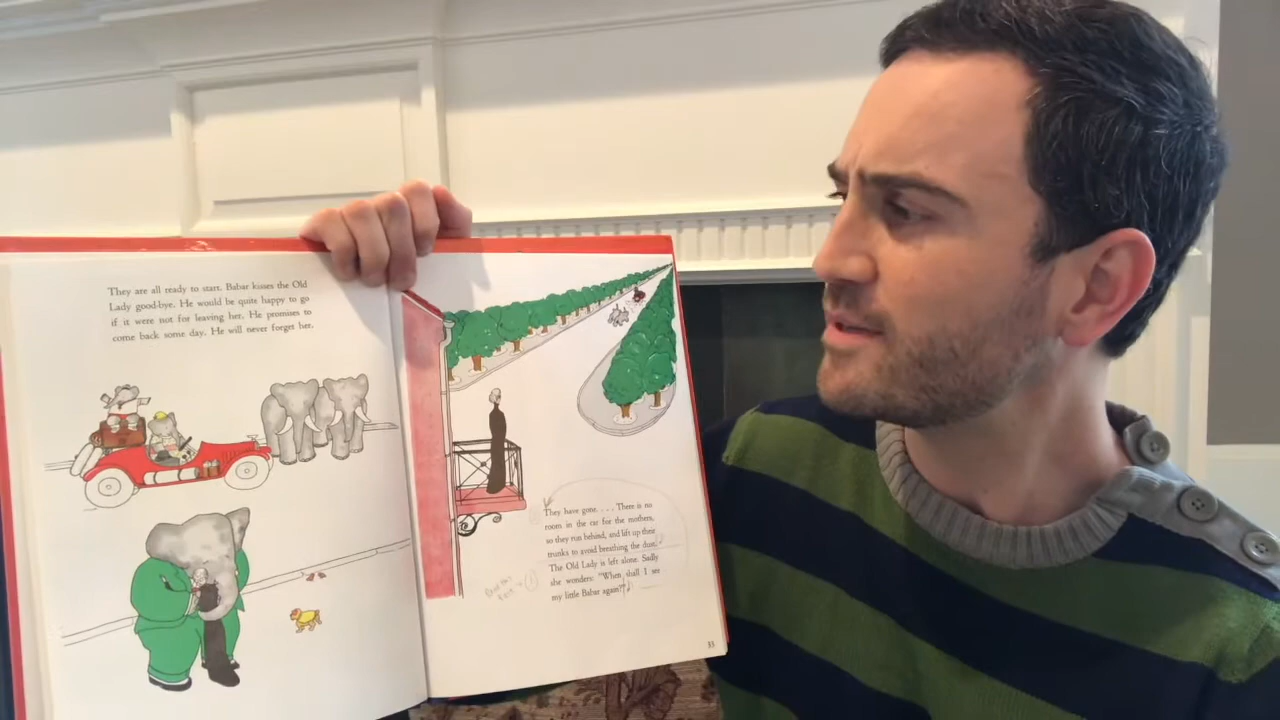 They are all ready to start. Babar kisses the Old
Lady good-bye. He would be quite happy to go
if it were not for leaving her. He promises to
come back some day. He will never forget her.
They have gone. . . . There is no
room in the car for the mothers,
so they run behind, and lift up their
trunks to avoid breathing the dust.
The Old Lady is left alone. Sadly
she wonders: "When shall I see
my little Babar again?"
Read this